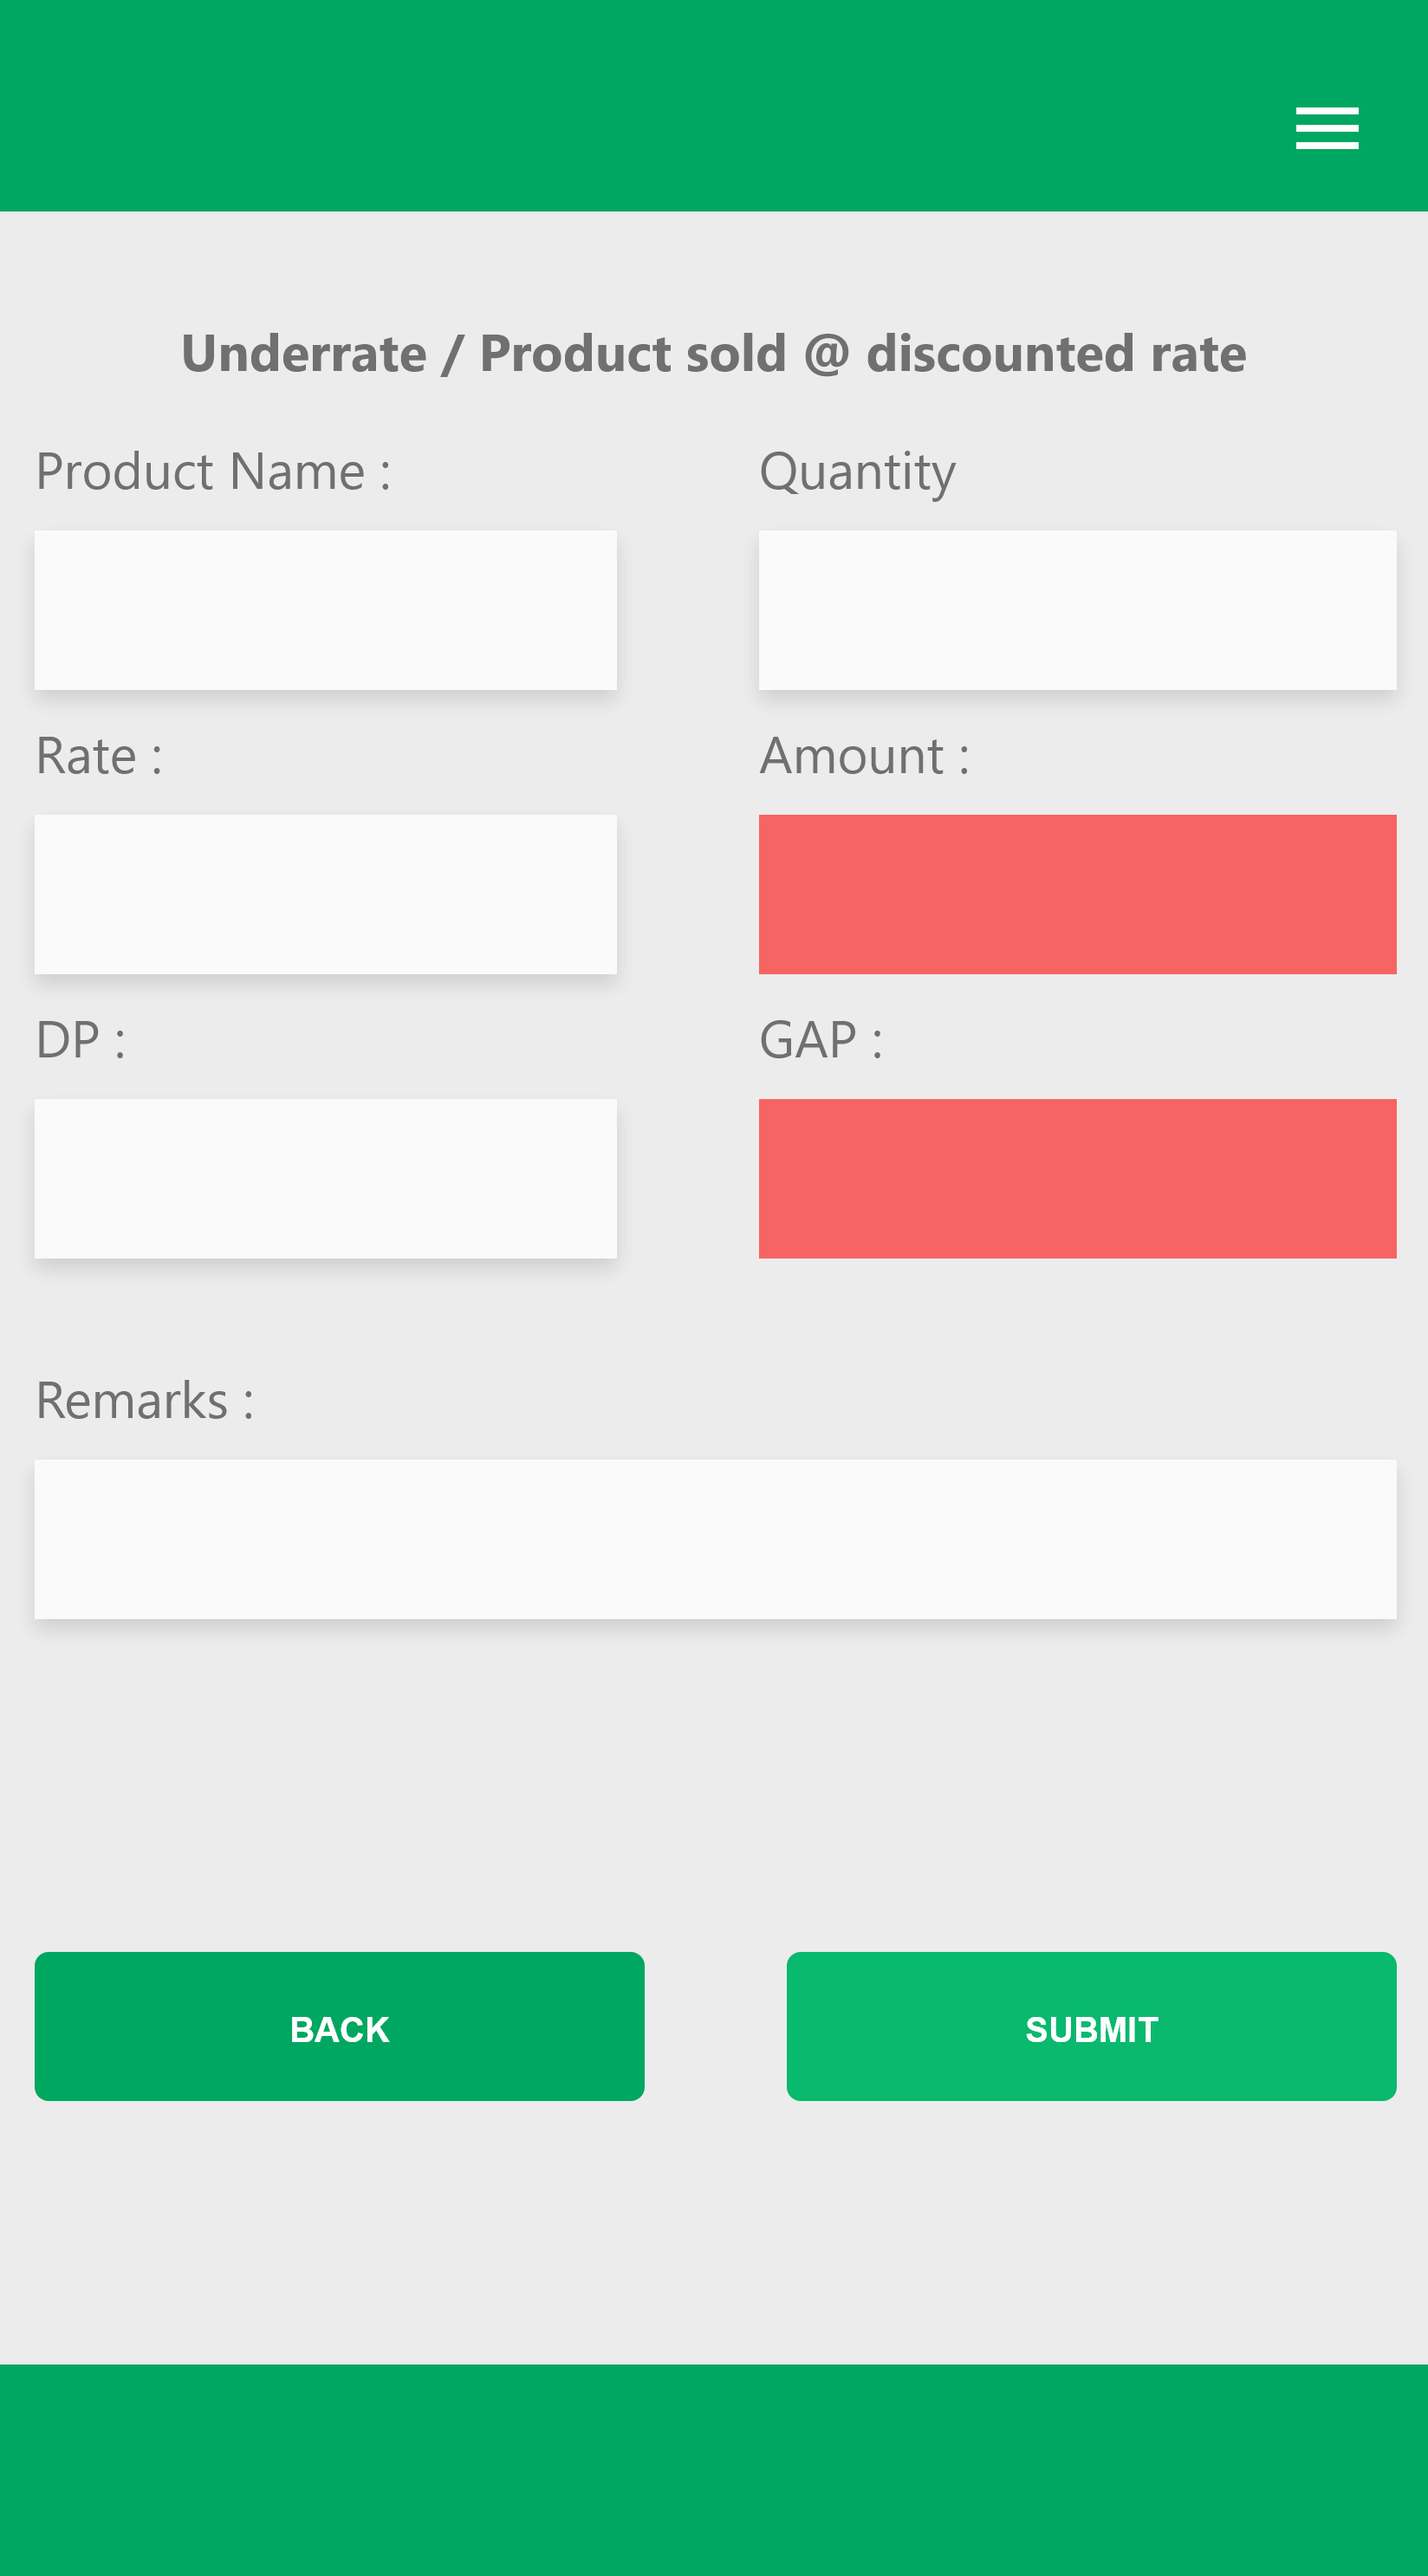 Underrate / Product sold @ discounted rate
Product Name :
Quantity
Rate :
Amount :
DP :
GAP :
Remarks :
BACK
SUBMIT